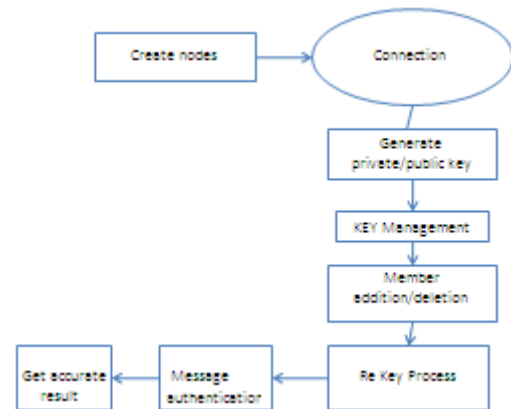 Create nodes
Connection
Generate
private/public key
KEY Management
Member
addition/deletion
Re Key Process
Message
authentication
Get accurate
result